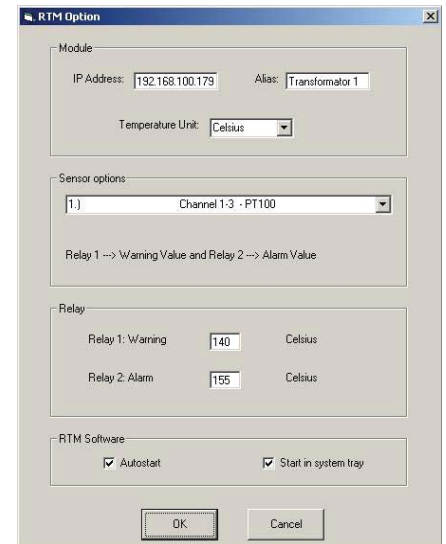 RTM Option
Module
IP Address: 192.168.100.179 Alias: Transformator 1
Temperature Unit: Celsius
Sensor options
1.) Channel 1-3 - PT100
Relay 1 ---> Warning Value and Relay 2 ---> Alarm Value
Relay
Relay 1: Warning 140 Celsius
Relay 2: Alarm 155 Celsius
RTM Software
Autostart Start in system tray
OK Cancel